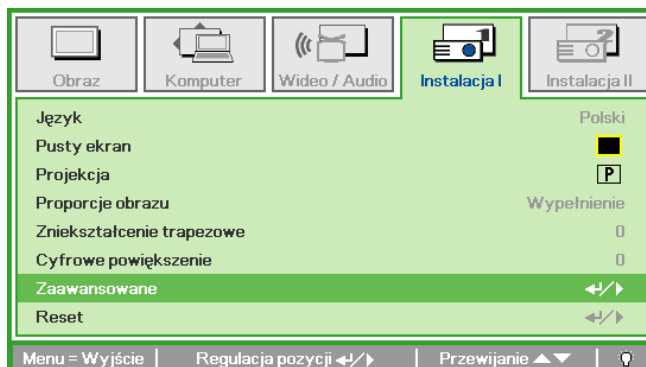 Obraz
Komputer
Wideo / Audio
Instalacja I
Instalacja II
Język Polski
Pusty ekran
Projekcja P
Proporcje obrazu Wypełnienie
Zniekształcenie trapezowe 0
Cyfrowe powiększenie 0
Zaawansowane
Reset
Menu = Wyjście | Regulacja pozycji | Przewijanie